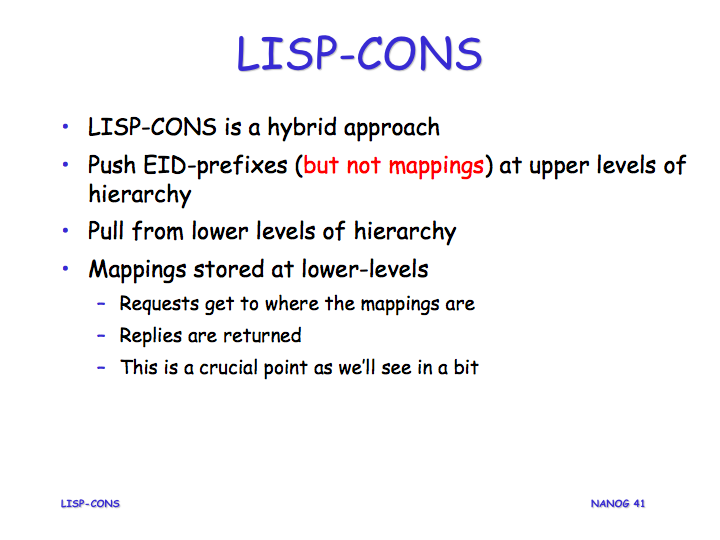 LISP-CONS
• LISP-CONS is a hybrid approach
• Push EID-prefixes (but not mappings) at upper levels of
hierarchy
• Pull from lower levels of hierarchy
• Mappings stored at lower-levels
– Requests get to where the mappings are
– Replies are returned
– This is a crucial point as we'll see in a bit
LISP-CONS
NANOG 41